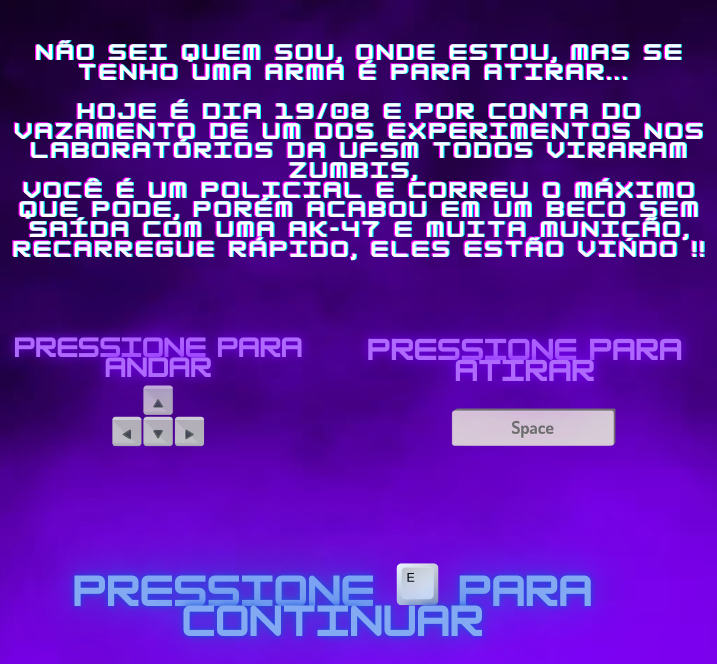 NÃO SEI QUEM SOU, ONDE ESTOU, MAS SE
TENHO UMA ARMA É PARA ATIRAR...
HOJE É DIA 19/08 E POR CONTA DO
VAZAMENTO DE UM DOS EXPERIMENTOS NOS
LABORATÓRIOS DA UFSM TODOS VIRARAM
ZUMBIS,
VOCÊ É UM POLICIAL E CORREU O MÁXIMO
QUE PODE, PORÉM ACABOU EM UM BECO SEM
SAÍDA COM UMA AK-47 E MUITA MUNIÇÃO,
RECARREGUE RÁPIDO, ELES ESTÃO VINDO !!
PRESSIONE PARA
ANDAR
PRESSIONE PARA
ATIRAR
Space
PRESSIONE E PARA
CONTINUAR